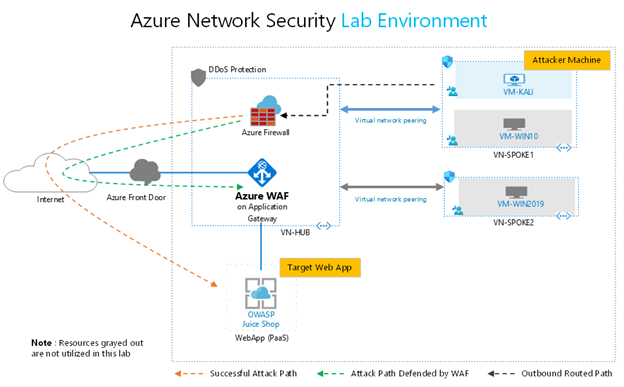 Azure Network Security Lab Environment
Attacker Machine
DDoS Protection
VM-KALI
Azure Firewall
Virtual network peering
VM-WIN10
VN-SPOKE1
Internet
Azure Front Door
Azure WAF
on Application
Gateway
VN-HUB
Virtual network peering
VM-WIN2019
VN-SPOKE2
Target Web App
OWASP
Juice Shop
WebApp (PaaS)
Note : Resources grayed out
are not utilized in this lab
Successful Attack Path
Attack Path Defended by WAF
Outbound Routed Path